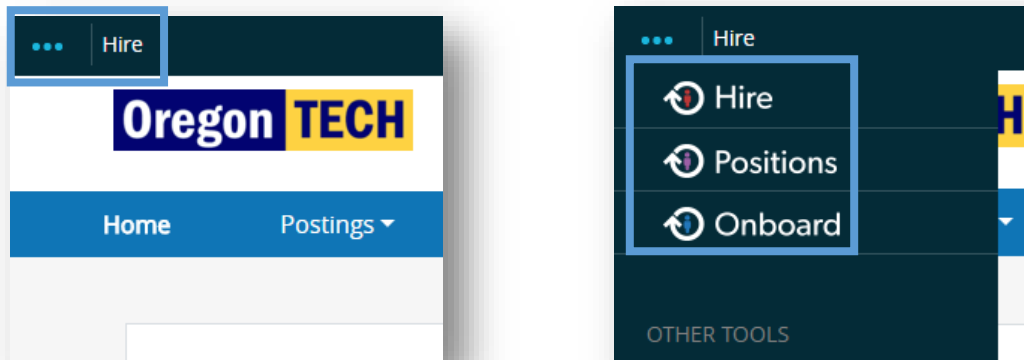 Hire
Oregon TECH
Home Postings
Hire
Hire
Positions
Onboard
H
OTHER TOOLS